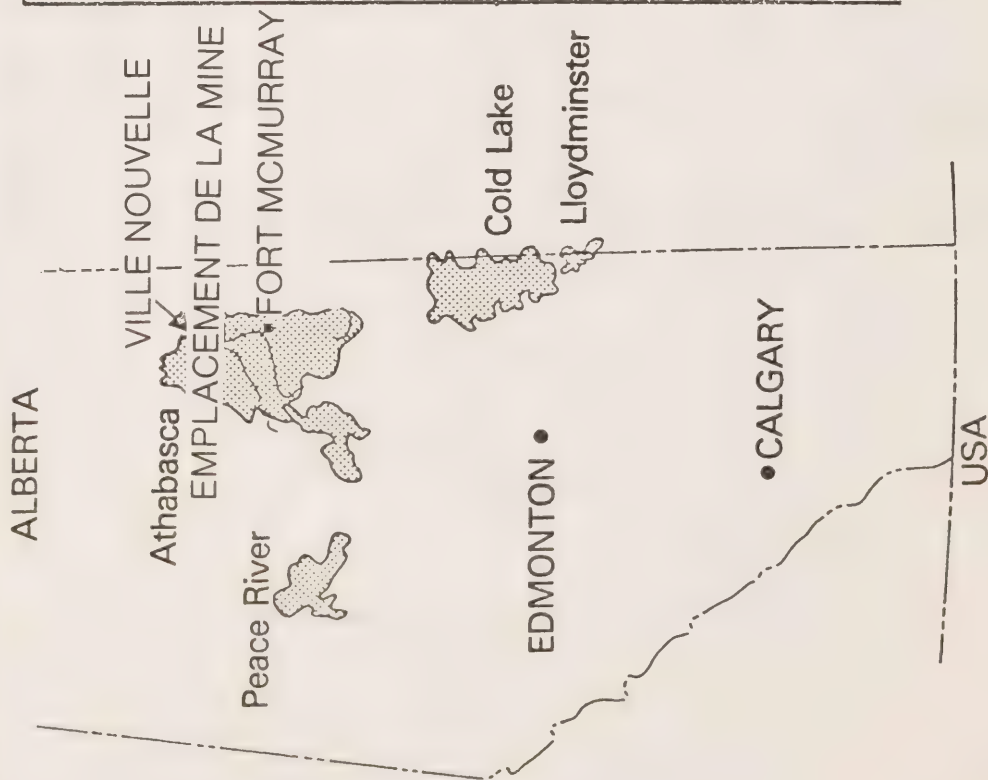 ALBERTA
VILLE NOUVELLE
Athabasca
EMPLACEMENT DE LA MINE
FORT MCMURRAY
Peace River
Cold Lake
Lloydminster
EDMONTON
CALGARY
USA